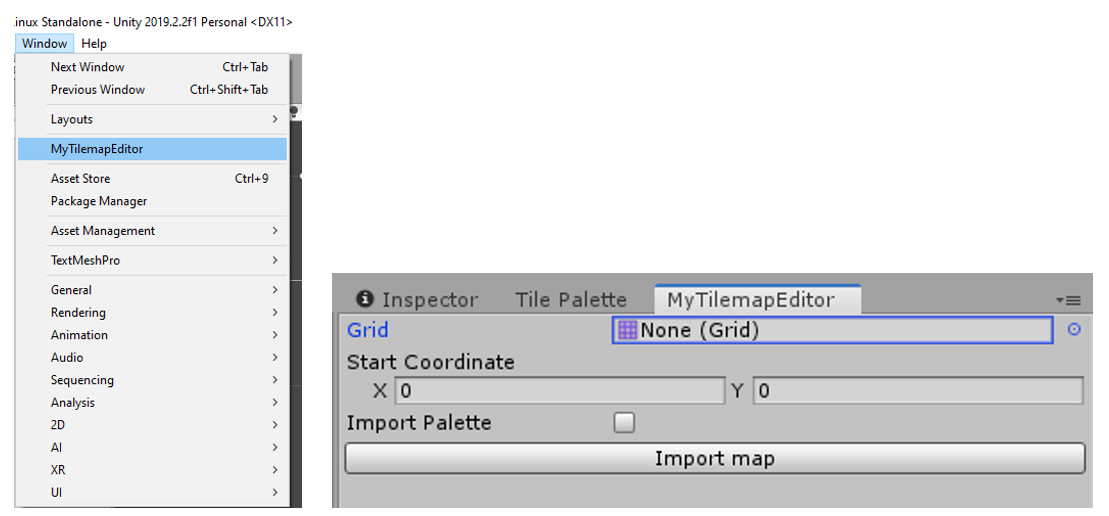 .inux Standalone - Unity 2019.2.2f1 Personal <DX11>
Window Help
Next Window Ctrl+Tab
Previous Window Ctrl+Shift+Tab
Layouts >
MyTilemapEditor
Asset Store Ctrl+9
Package Manager
Asset Management >
TextMeshPro >
General >
Rendering >
Animation >
Audio >
Sequencing >
Analysis >
2D >
AI >
XR >
UI >
Inspector Tile Palette MyTilemapEditor
Grid None (Grid)
Start Coordinate
X 0 Y 0
Import Palette
Import map